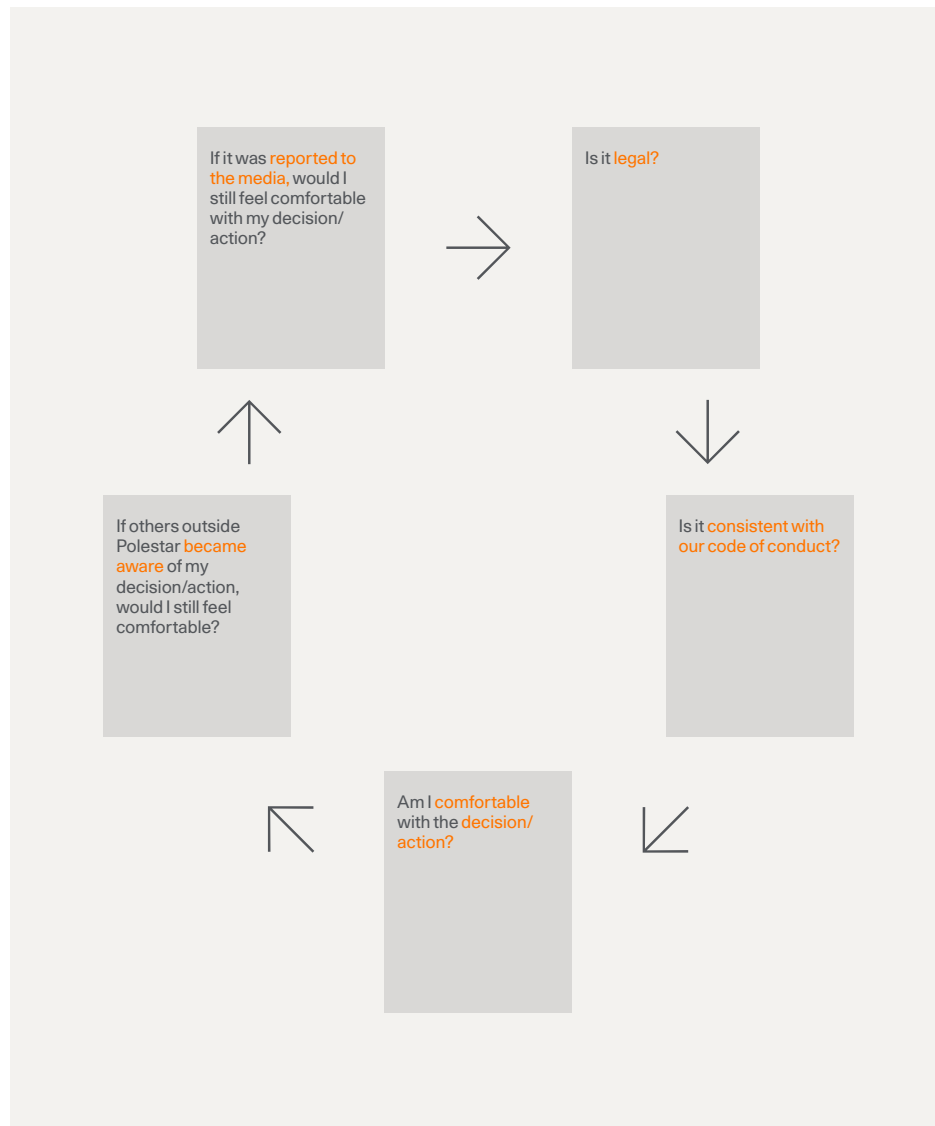 If it was reported to
the media, would I
still feel comfortable
with my decision/
action?
Is it legal?
If others outside
Polestar became
aware of my
decision/action,
would I still feel
comfortable?
Is it consistent with
our code of conduct?
Am I comfortable
with the decision/
action?